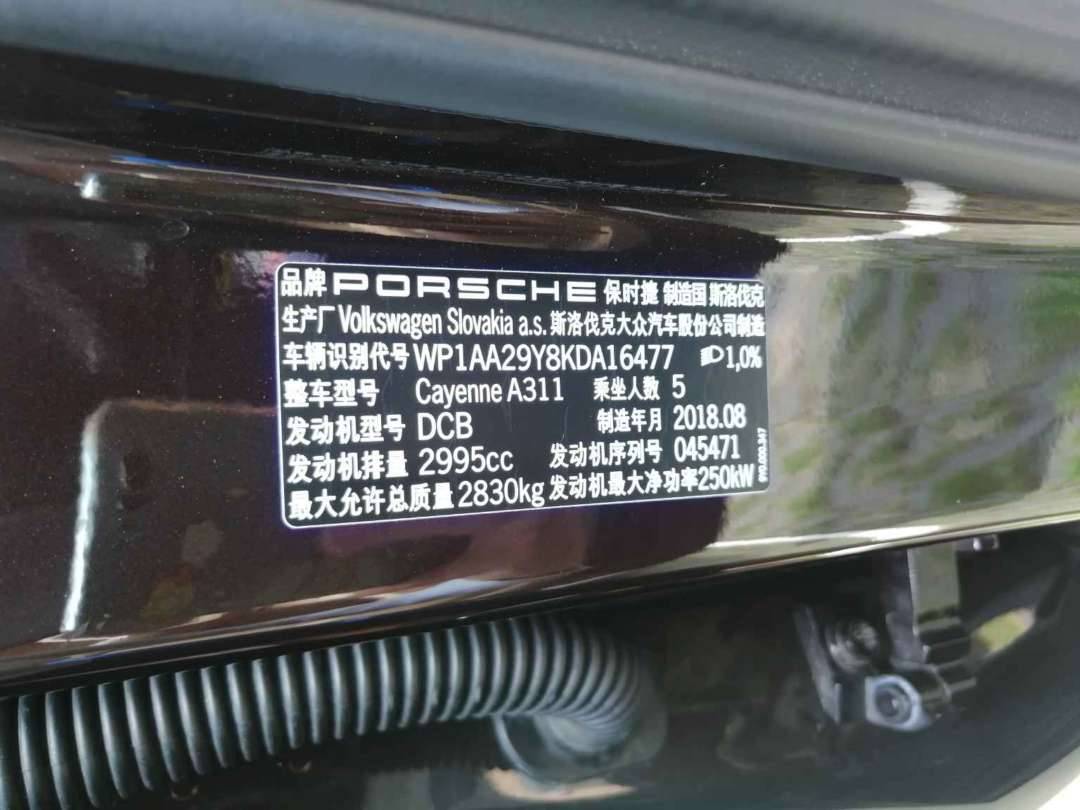 品牌 PORSCHE 保时捷 制造国 斯洛伐克
生产厂 Volkswagen Slovakia a.s. 斯洛伐克大众汽车股份公司制造
车辆识别代号 WP1AA29Y8KDA16477 1,0%
整车型号 Cayenne A311 乘坐人数 5
发动机型号 DCB 制造年月 2018.08
发动机排量 2995cc 发动机序列号 045471
最大允许总质量 2830kg 发动机最大净功率 250kW